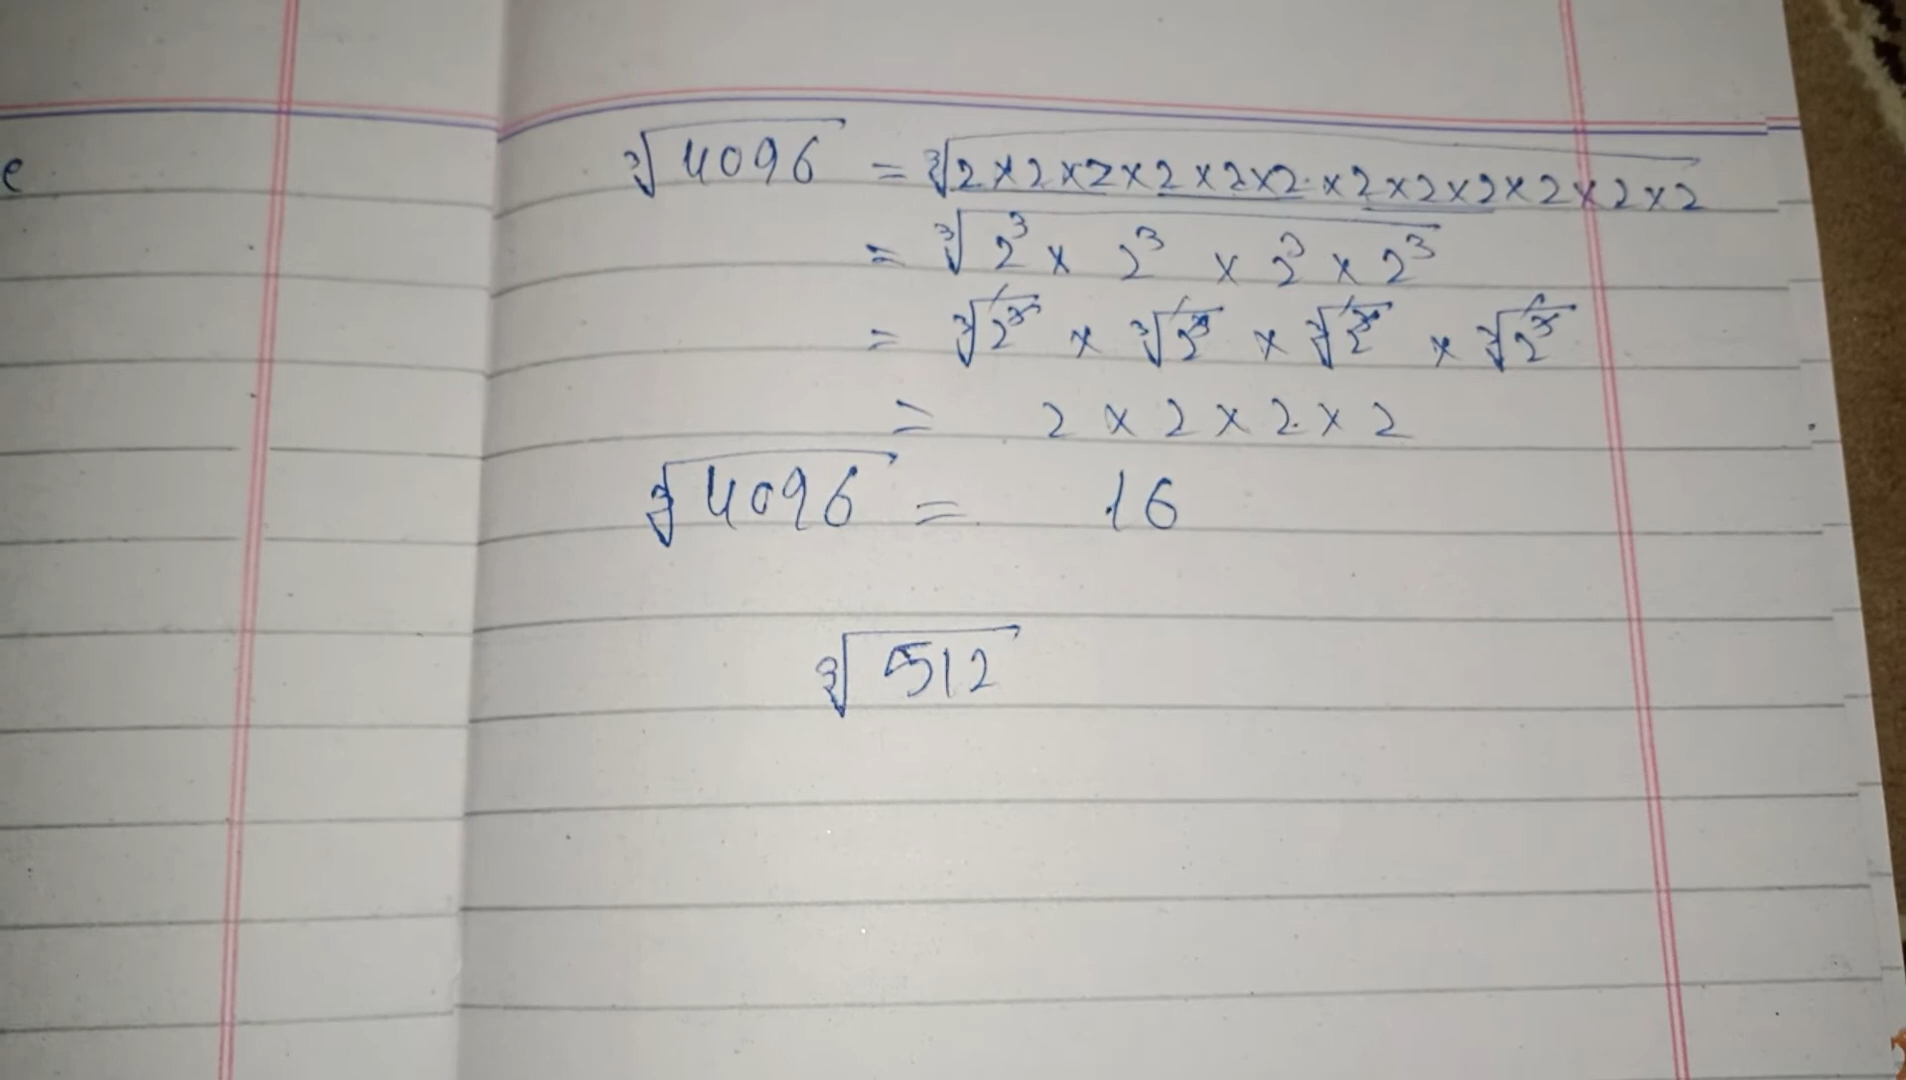 e
∛4096 = ∛2×2×2×2×2×2×2×2×2×2×2×2
= ∛2³ × 2³ × 2³ × 2³
= ∛2³ × ∛2³ × ∛2³ × ∛2³
= 2 × 2 × 2 × 2
∛4096 = 16
∛512